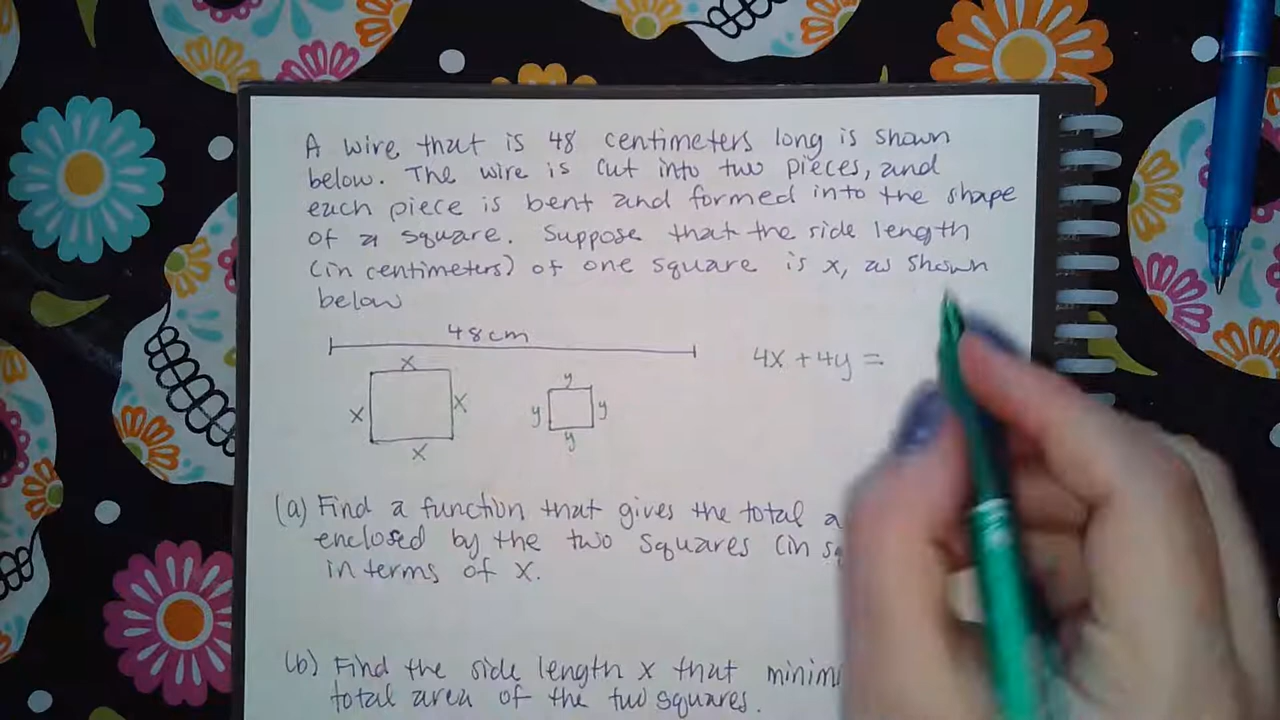 A wire that is 48 centimeters long is shown
below. The wire is cut into two pieces, and
each piece is bent and formed into the shape
of a square. Suppose that the side length
(in centimeters) of one square is x, as shown
below
48cm
4x + 4y =
x
x
x
x
y
y
y
y
(a) Find a function that gives the total a
enclosed by the two squares (in
in terms of x.
(b) Find the side length x that
total area of the two squares.